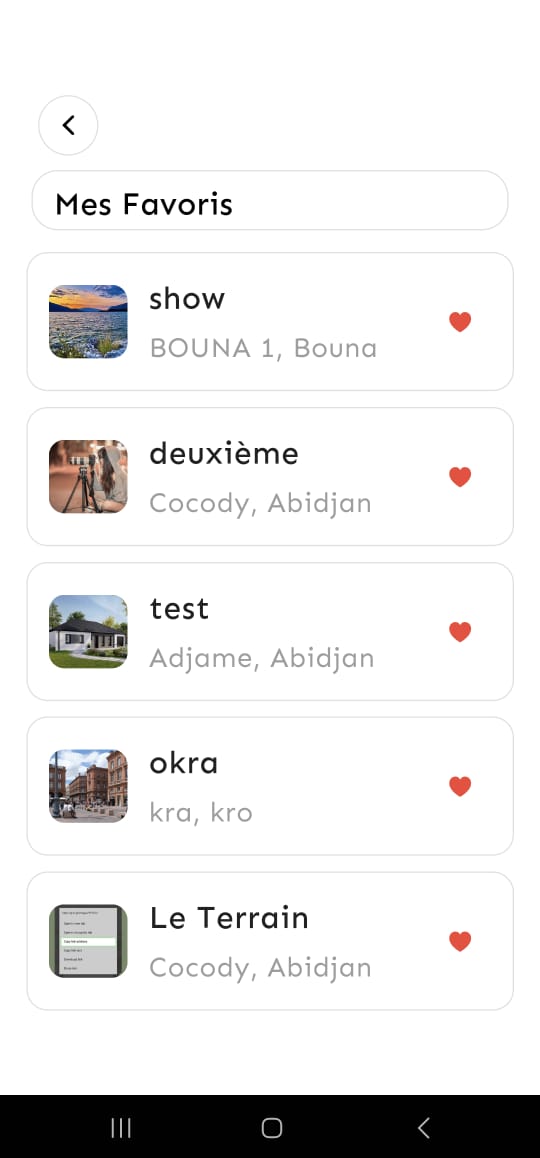 Mes Favoris
show
BOUNA 1, Bouna
deuxième
Cocody, Abidjan
test
Adjame, Abidjan
okra
kra, kro
Le Terrain
Cocody, Abidjan